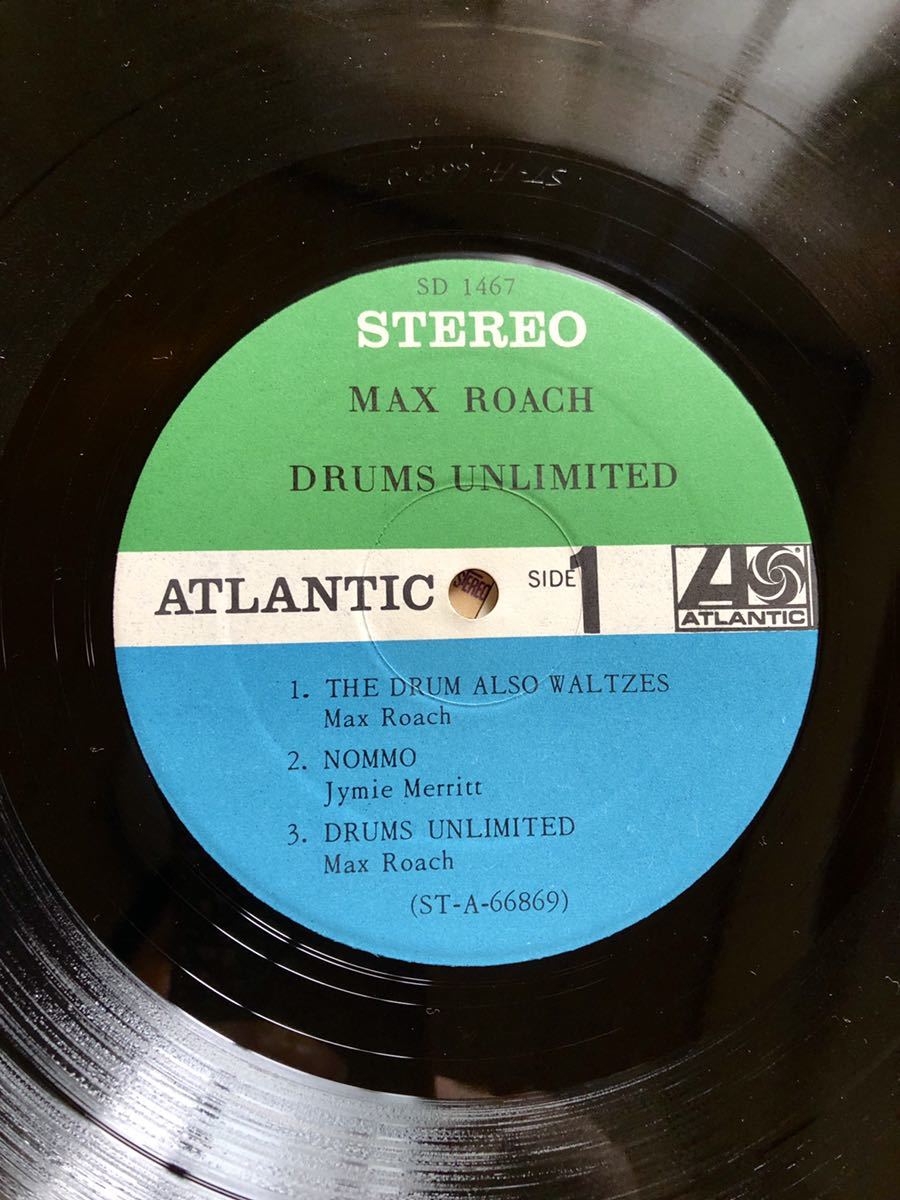 SD 1467
STEREO
MAX ROACH
DRUMS UNLIMITED
ATLANTIC
STEREO
SIDE 1
ATLANTIC
1. THE DRUM ALSO WALTZES
Max Roach
2. NOMMO
Jymie Merritt
3. DRUMS UNLIMITED
Max Roach
(ST-A-66869)